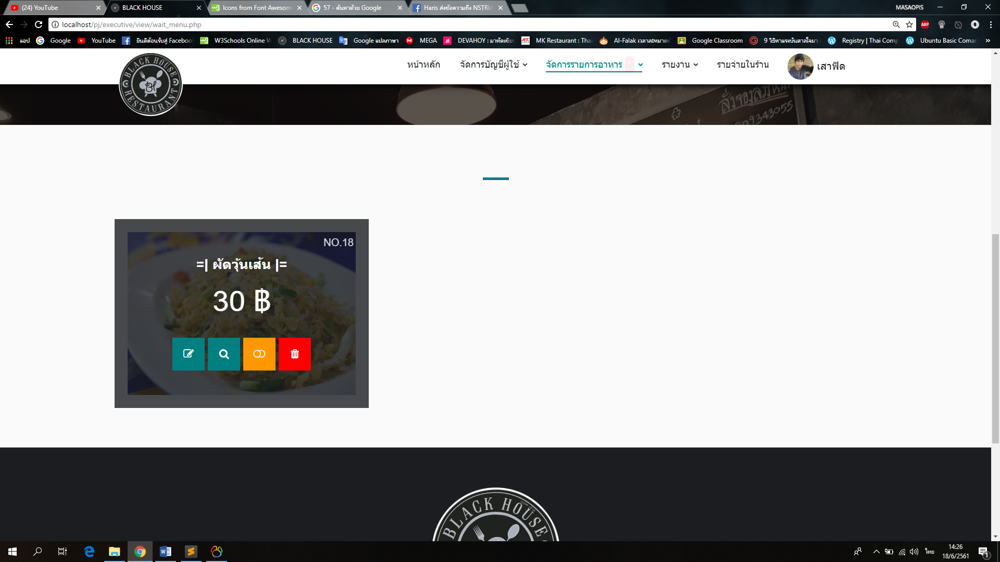 (24) YouTube
BLACK HOUSE
Icons from Font Awesom
57 - ค้นหาด้วย Google
Haris ส่งข้อความถึง NSTRU
MASAOPIS
localhost/pj/executive/view/wait_menu.php
ABP
แอป
Google
YouTube
ยินดีต้อนรับสู่ Faceboo
W3Schools Online W
BLACK HOUSE
Google แปลภาษา
MEGA
DEVAHOY : มาหัดเขีย
MK Restaurant : Tha
Al-Falak เวลาละหมาด
Google Classroom
9 วิธีหาแรงบันดาลใจมา
Registry | Thai Comp
Ubuntu Basic Coma
»
BLACK HOUSE
Bh
RESTAURANT
หน้าหลัก
จัดการบัญชีผู้ใช้
จัดการรายการอาหาร
รายงาน
รายจ่ายในร้าน
เสาฟิด
NO.18
=| ผัดวุ้นเส้น |=
30 ฿
BLACK HOUSE
ไทย
14:26
18/6/2561
1